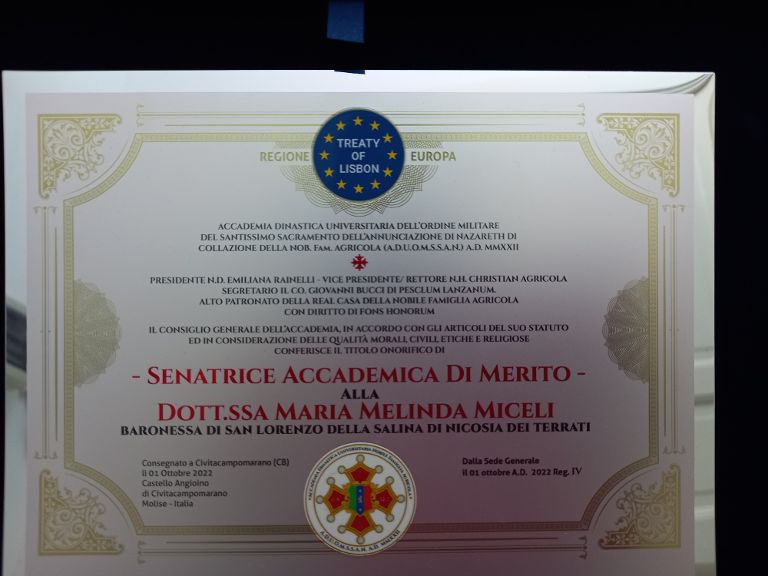 REGIONE
TREATY
OF
LISBON
EUROPA
ACCADEMIA DINASTICA UNIVERSITARIA DELL'ORDINE MILITARE
DEL SANTISSIMO SACRAMENTO DELL'ANNUNCIAZIONE DI NAZARETH DI
COLLAZIONE DELLA NOB. FAM. AGRICOLA (A.D.U.O.M.S.S.A.N.) A.D. MMXXII
PRESIDENTE N.D. EMILIANA RAINELLI - VICE PRESIDENTE/ RETTORE N.H. CHRISTIAN AGRICOLA
SEGRETARIO IL CO. GIOVANNI BUCCI DI PESCLUM LANZANUM.
ALTO PATRONATO DELLA REAL CASA DELLA NOBILE FAMIGLIA AGRICOLA
CON DIRITTO DI FONS HONORUM
IL CONSIGLIO GENERALE DELL'ACCADEMIA, IN ACCORDO CON GLI ARTICOLI DEL SUO STATUTO
ED IN CONSIDERAZIONE DELLE QUALITÀ MORALI, CIVILI, ETICHE E RELIGIOSE
CONFERISCE IL TITOLO ONORIFICO DI
- SENATRICE ACCADEMICA DI MERITO -
ALLA
DOTT.SSA MARIA MELINDA MICELI
BARONESSA DI SAN LORENZO DELLA SALINA DI NICOSIA DEI TERRATI
Consegnato a Civitacampomarano (CB)
il 01 Ottobre 2022
Castello Angioino
di Civitacampomarano
Molise - Italia
Dalla Sede Generale
il 01 ottobre A.D. 2022 Reg. IV
A.D.U.O.M.S.S.A.N. A.D. MMXXII